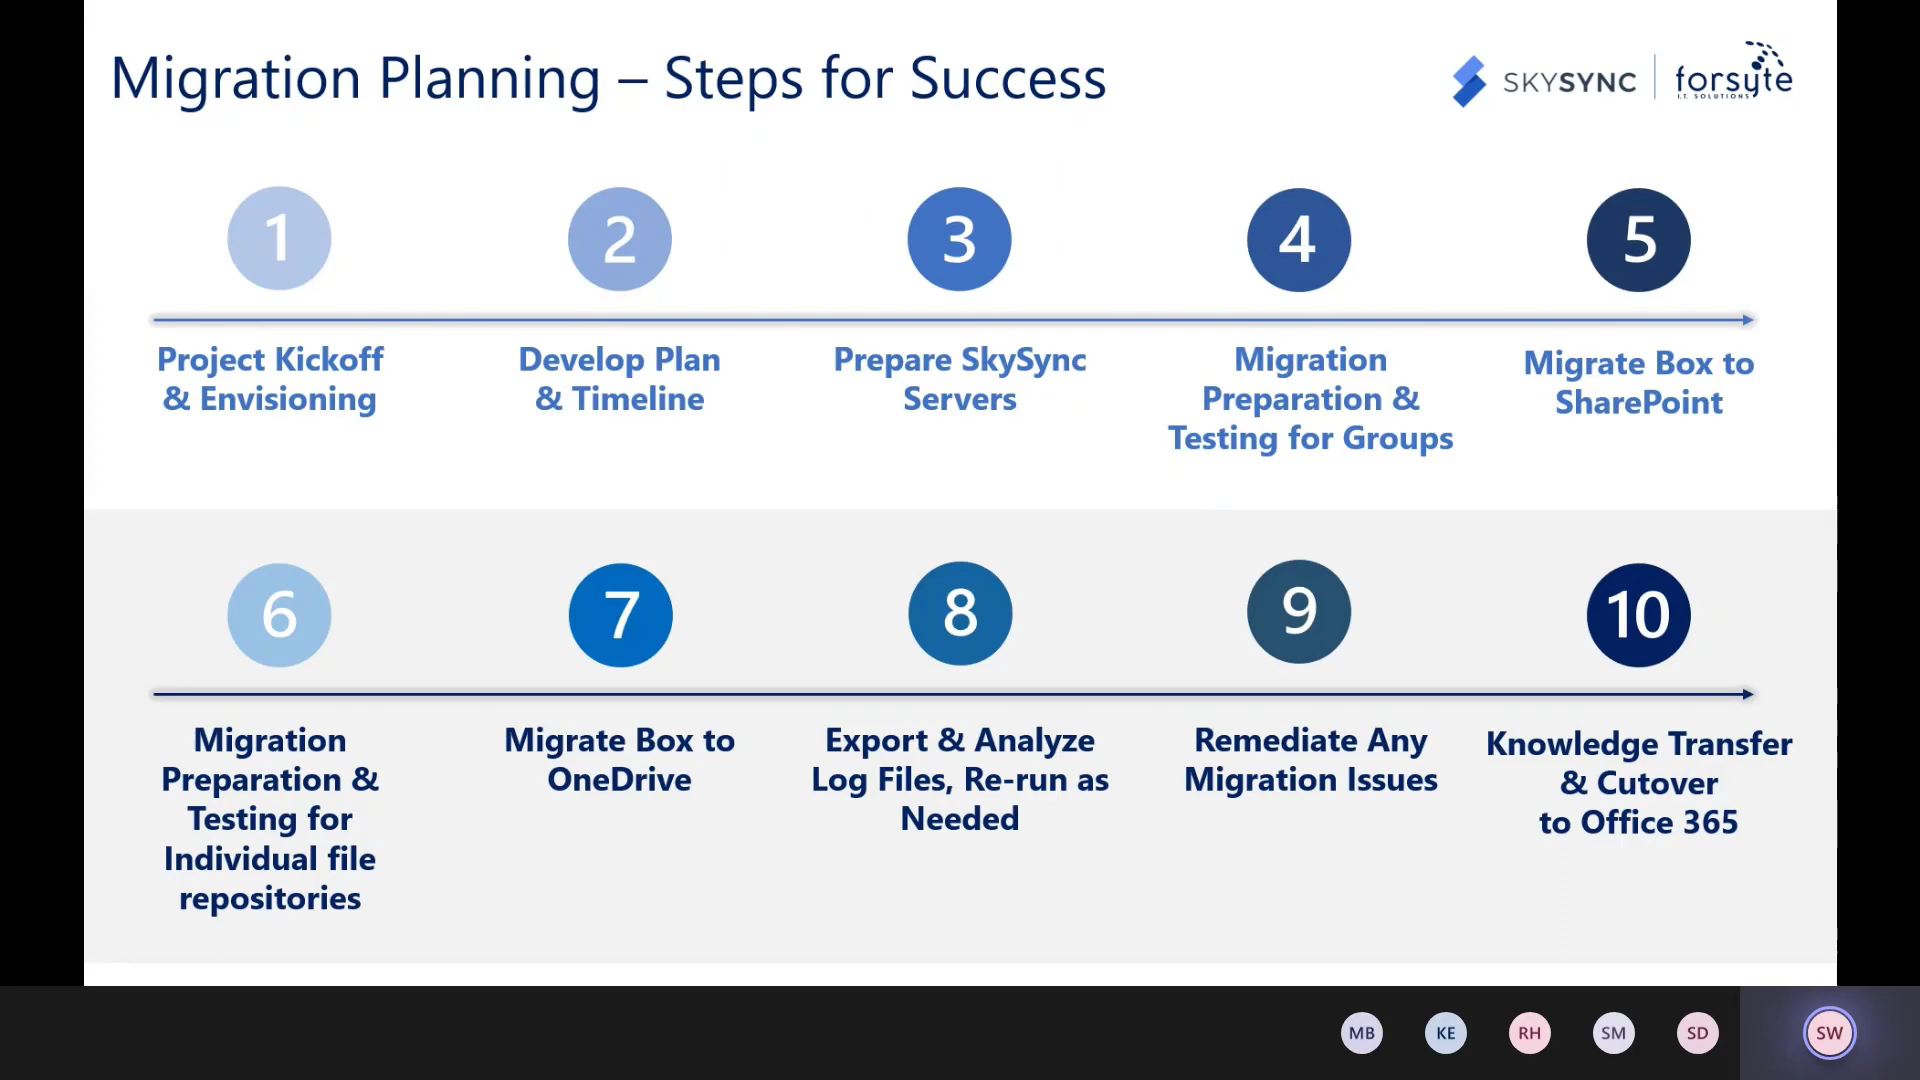 Migration Planning – Steps for Success
SKYSYNC
forsyte
I.T. SOLUTIONS
1
2
3
4
5
Project Kickoff
& Envisioning
Develop Plan
& Timeline
Prepare SkySync
Servers
Migration
Preparation &
Testing for Groups
Migrate Box to
SharePoint
6
7
8
9
10
Migration
Preparation &
Testing for
Individual file
repositories
Migrate Box to
OneDrive
Export & Analyze
Log Files, Re-run as
Needed
Remediate Any
Migration Issues
Knowledge Transfer
& Cutover
to Office 365
MB
KE
RH
SM
SD
SW